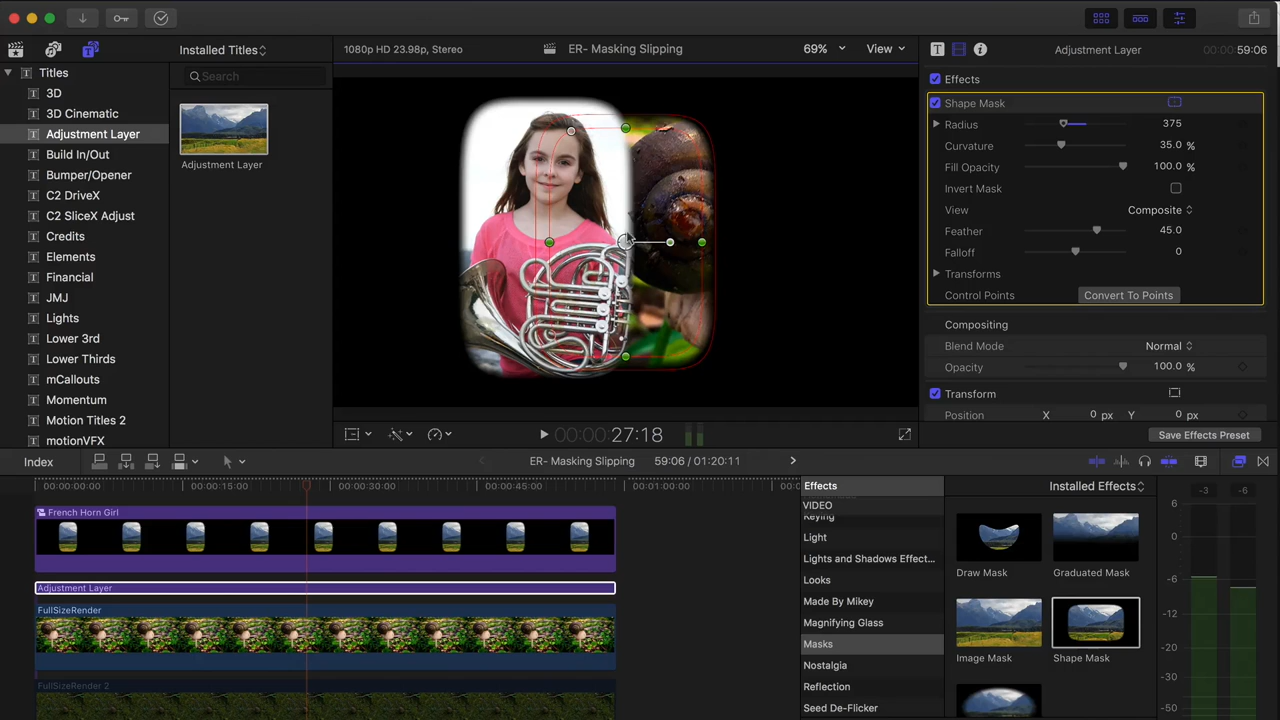 Installed Titles
1080p HD 23.98p, Stereo
ER- Masking Slipping
69%
View
Adjustment Layer
00:00:59:06
Titles
3D
3D Cinematic
Adjustment Layer
Build In/Out
Bumper/Opener
C2 DriveX
C2 SliceX Adjust
Credits
Elements
Financial
JMJ
Lights
Lower 3rd
Lower Thirds
mCallouts
Momentum
Motion Titles 2
motionVFX
Search
Adjustment Layer
Effects
Shape Mask
Radius 375
Curvature 35.0 %
Fill Opacity 100.0 %
Invert Mask
View Composite
Feather 45.0
Falloff 0
Transforms
Control Points Convert To Points
Compositing
Blend Mode Normal
Opacity 100.0 %
Transform
Position X 0 px Y 0 px
Save Effects Preset
00:00:27:18
Index
ER- Masking Slipping
59:06 / 01:20:11
00:00:00:00
00:00:15:00
00:00:30:00
00:00:45:00
00:01:00:00
French Horn Girl
Adjustment Layer
FullSizeRender
FullSizeRender 2
Effects
VIDEO
Keying
Light
Lights and Shadows Effect...
Looks
Made By Mikey
Magnifying Glass
Masks
Nostalgia
Reflection
Seed De-Flicker
Installed Effects
Draw Mask
Graduated Mask
Image Mask
Shape Mask
-3
-6
6
0
-6
-12
-20
-30
-50